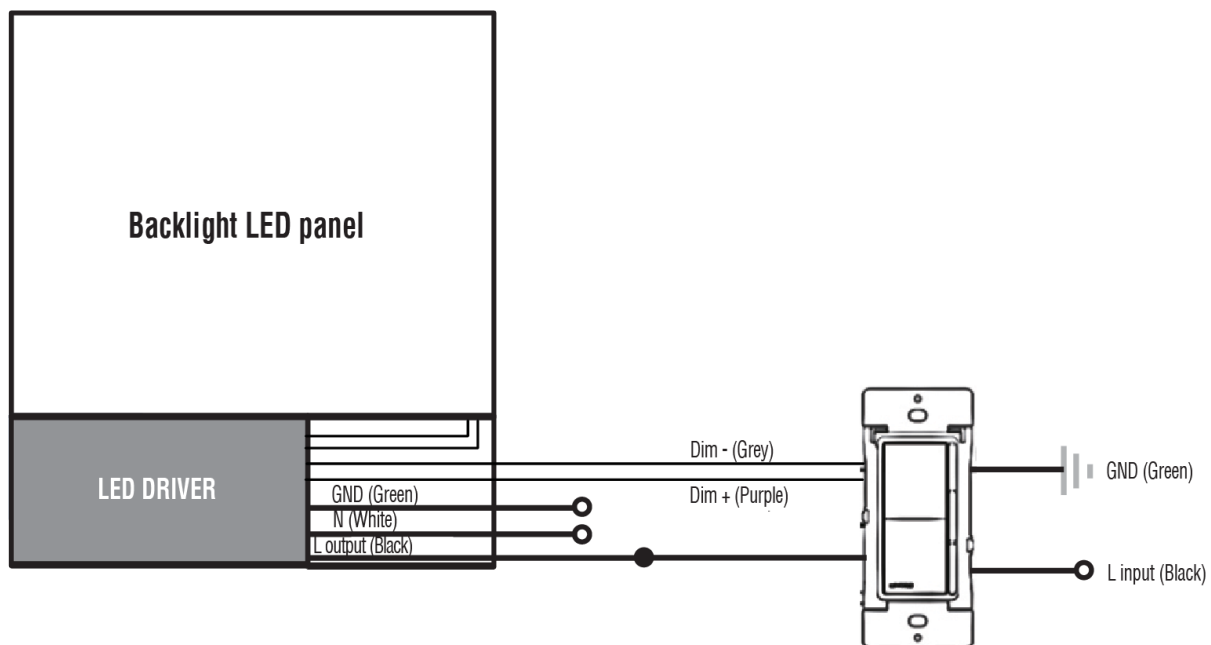 Backlight LED panel
LED DRIVER
Dim - (Grey)
Dim + (Purple)
GND (Green)
N (White)
L output (Black)
GND (Green)
L input (Black)